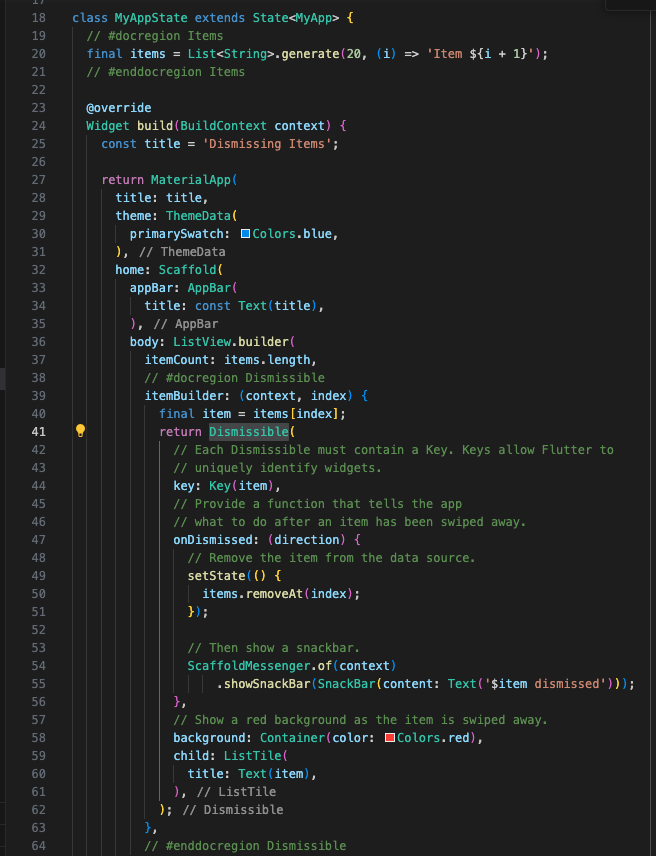 17
18 class MyAppState extends State<MyApp> {
19 // #docregion Items
20 final items = List<String>.generate(20, (i) => 'Item ${i + 1}');
21 // #enddocregion Items
22
23 @override
24 Widget build(BuildContext context) {
25 const title = 'Dismissing Items';
26
27 return MaterialApp(
28 title: title,
29 theme: ThemeData(
30 primarySwatch: Colors.blue,
31 ), // ThemeData
32 home: Scaffold(
33 appBar: AppBar(
34 title: const Text(title),
35 ), // AppBar
36 body: ListView.builder(
37 itemCount: items.length,
38 // #docregion Dismissible
39 itemBuilder: (context, index) {
40 final item = items[index];
41 return Dismissible(
42 // Each Dismissible must contain a Key. Keys allow Flutter to
43 // uniquely identify widgets.
44 key: Key(item),
45 // Provide a function that tells the app
46 // what to do after an item has been swiped away.
47 onDismissed: (direction) {
48 // Remove the item from the data source.
49 setState(() {
50 items.removeAt(index);
51 });
52
53 // Then show a snackbar.
54 ScaffoldMessenger.of(context)
55 .showSnackBar(SnackBar(content: Text('$item dismissed')));
56 },
57 // Show a red background as the item is swiped away.
58 background: Container(color: Colors.red),
59 child: ListTile(
60 title: Text(item),
61 ), // ListTile
62 ); // Dismissible
63 },
64 // #enddocregion Dismissible